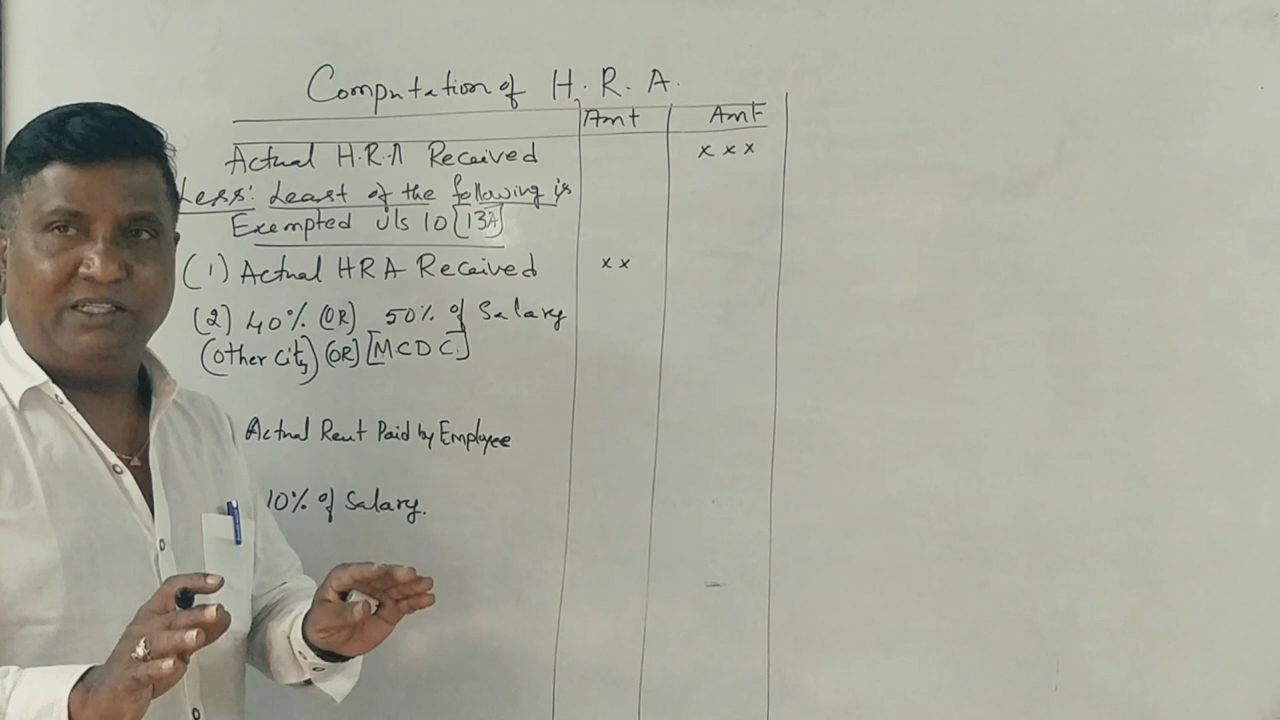 Computation of H. R. A.
Amt Amt
Actual H.R.A Received x x x
Less: Least of the following is
Exempted u/s 10 [13A]
(1) Actual HRA Received x x
(2) 40% (OR) 50% of Salary
(Other City) (OR) [MCDC.]
Actual Rent Paid by Employee
10% of Salary.